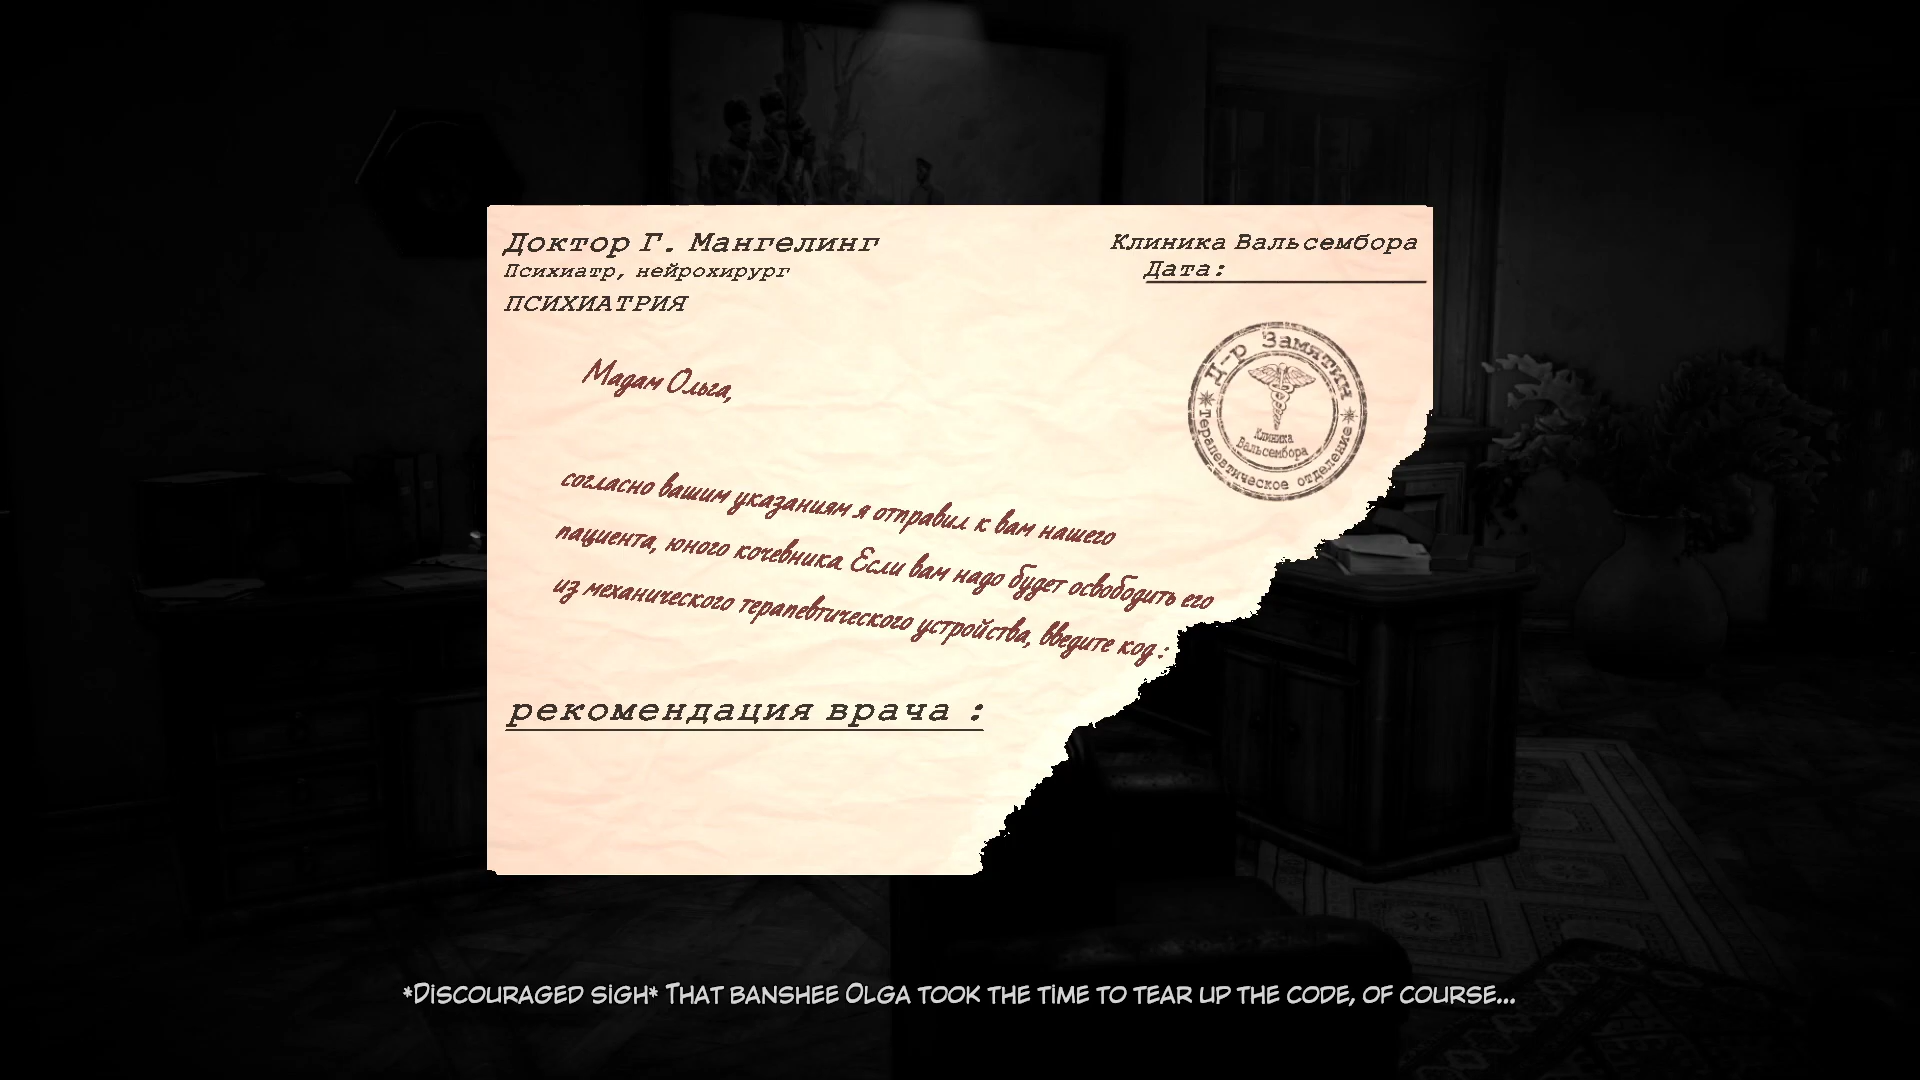 Доктор Г. Мангелинг
Психиатр, нейрохирург
ПСИХИАТРИЯ
Клиника Вальсембора
Дата:
Д-р Замятин
Клиника
Вальсембора
терапевтическое отделение
Мадам Ольга,
согласно вашим указаниям я отправил к вам нашего
пациента, юного кочевника. Если вам надо будет освободить его
из механического терапевтического устройства, введите код :
рекомендация врача :
*Discouraged sigh* That banshee Olga took the time to tear up the code, of course...